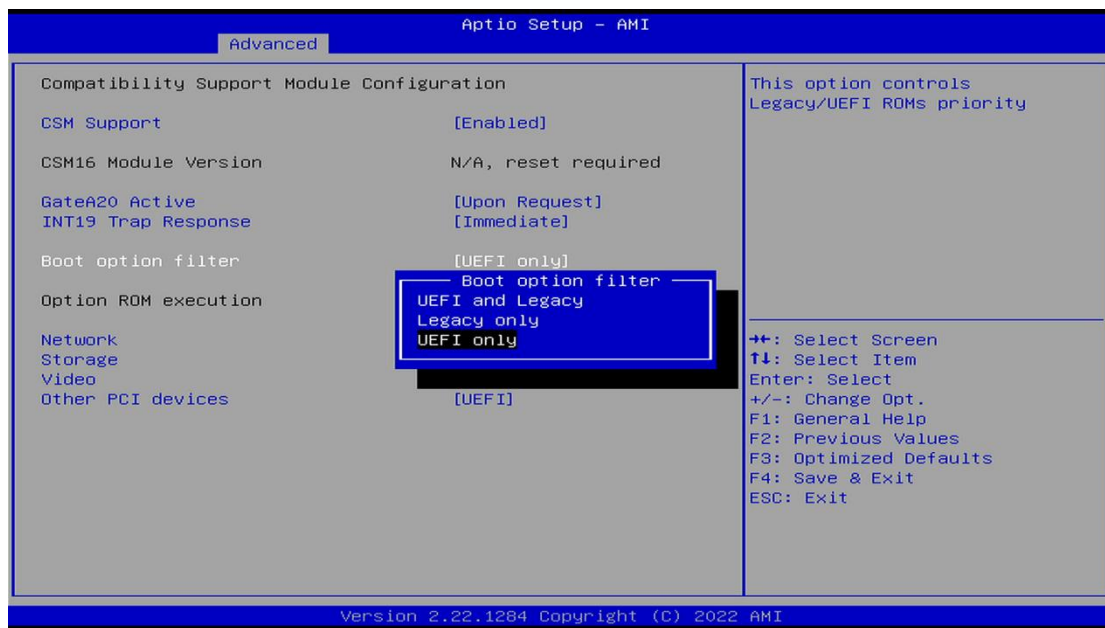 Aptio Setup – AMI
Advanced
Compatibility Support Module Configuration
CSM Support [Enabled]
CSM16 Module Version N/A, reset required
GateA20 Active [Upon Request]
INT19 Trap Response [Immediate]
Boot option filter [UEFI only]
Option ROM execution
Network
Storage
Video
Other PCI devices [UEFI]
Boot option filter
UEFI and Legacy
Legacy only
UEFI only
This option controls
Legacy/UEFI ROMs priority
→←: Select Screen
↑↓: Select Item
Enter: Select
+/-: Change Opt.
F1: General Help
F2: Previous Values
F3: Optimized Defaults
F4: Save & Exit
ESC: Exit
Version 2.22.1284 Copyright (C) 2022 AMI